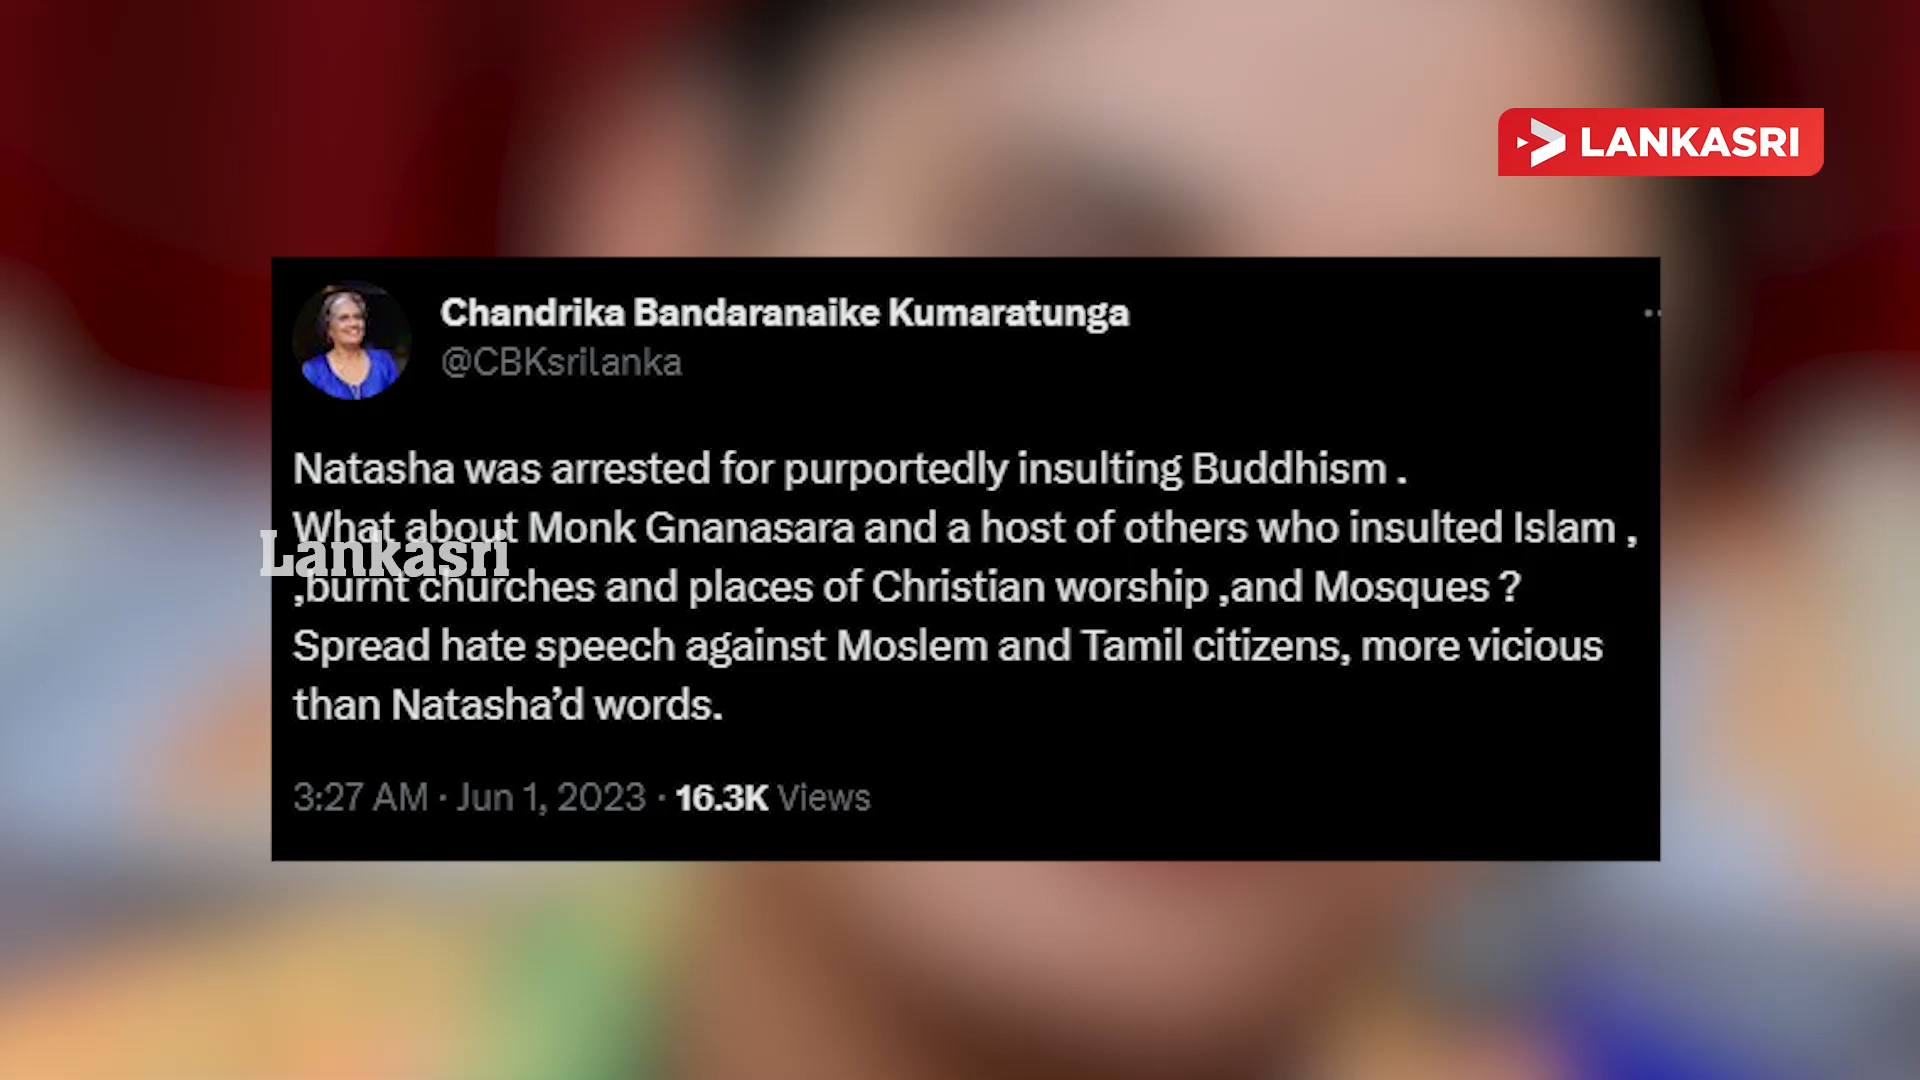 LANKASRI
Chandrika Bandaranaike Kumaratunga
@CBKsrilanka
Natasha was arrested for purportedly insulting Buddhism .
What about Monk Gnanasara and a host of others who insulted Islam ,
Lankasri
,burnt churches and places of Christian worship ,and Mosques ?
Spread hate speech against Moslem and Tamil citizens, more vicious
than Natasha’d words.
3:27 AM · Jun 1, 2023 · 16.3K Views